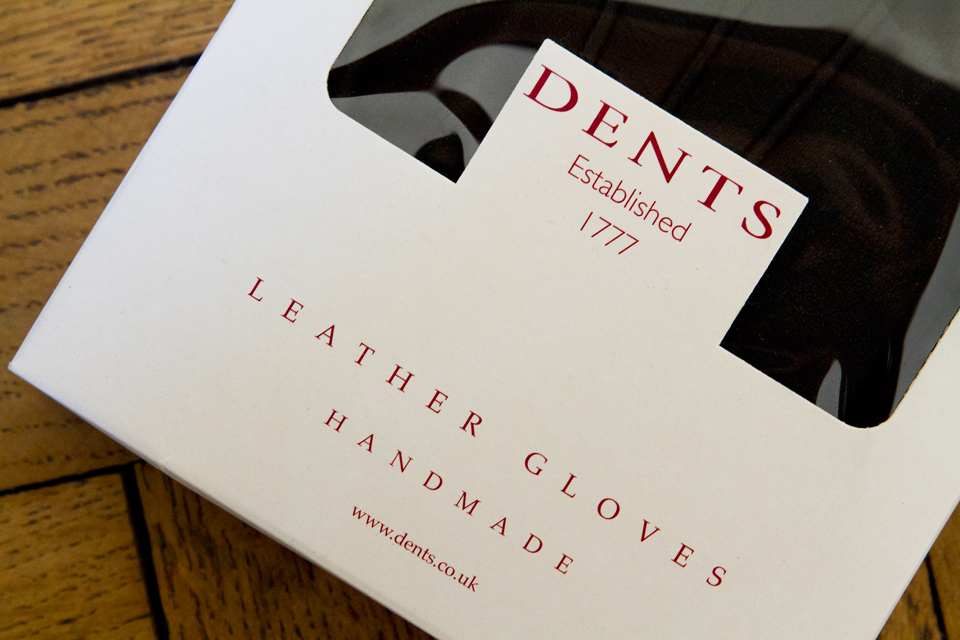 DENTS
Established
1777
LEATHER GLOVES
HANDMADE
www.dents.co.uk